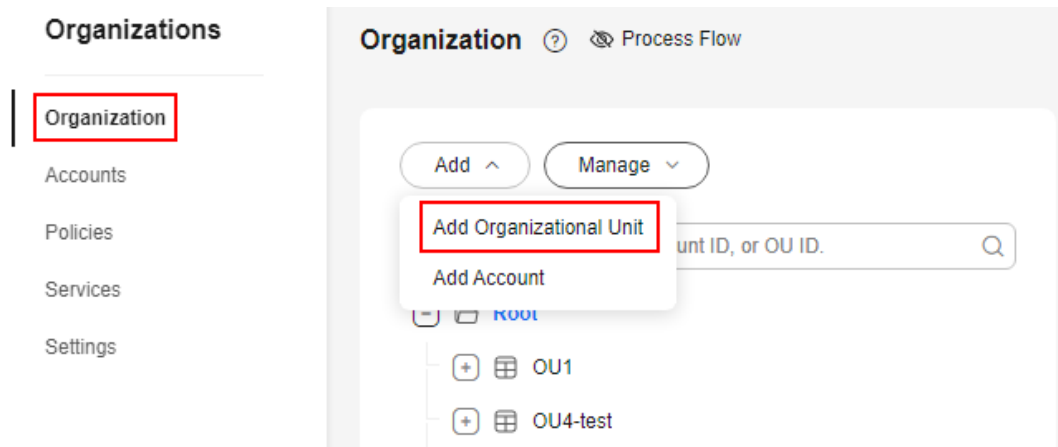 Organizations
Organization
Accounts
Policies
Services
Settings
Organization ? Process Flow
Add Manage
Add Organizational Unit
unt ID, or OU ID.
Add Account
Root
OU1
OU4-test